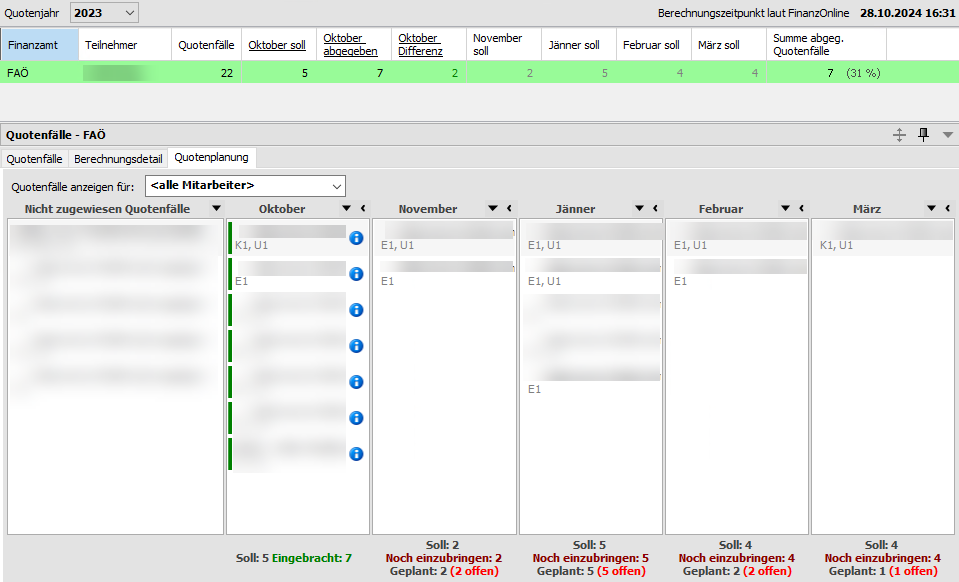 Quotenjahr 2023 Berechnungszeitpunkt laut FinanzOnline 28.10.2024 16:31
Finanzamt Teilnehmer Quotenfälle Oktober soll Oktober abgegeben Oktober Differenz November soll Jänner soll Februar soll März soll Summe abgeg. Quotenfälle
FAÖ 22 5 7 2 2 5 4 4 7 (31 %)
Quotenfälle - FAÖ
Quotenfälle Berechnungsdetail Quotenplanung
Quotenfälle anzeigen für: <alle Mitarbeiter>
Nicht zugewiesen Quotenfälle Oktober November Jänner Februar März
K1, U1 E1, U1 E1, U1 E1, U1 K1, U1
E1 E1 E1, U1 E1
E1
Soll: 2 Soll: 5 Soll: 4 Soll: 4
Soll: 5 Eingebracht: 7 Noch einzubringen: 2 Noch einzubringen: 5 Noch einzubringen: 4 Noch einzubringen: 4
Geplant: 2 (2 offen) Geplant: 5 (5 offen) Geplant: 2 (2 offen) Geplant: 1 (1 offen)